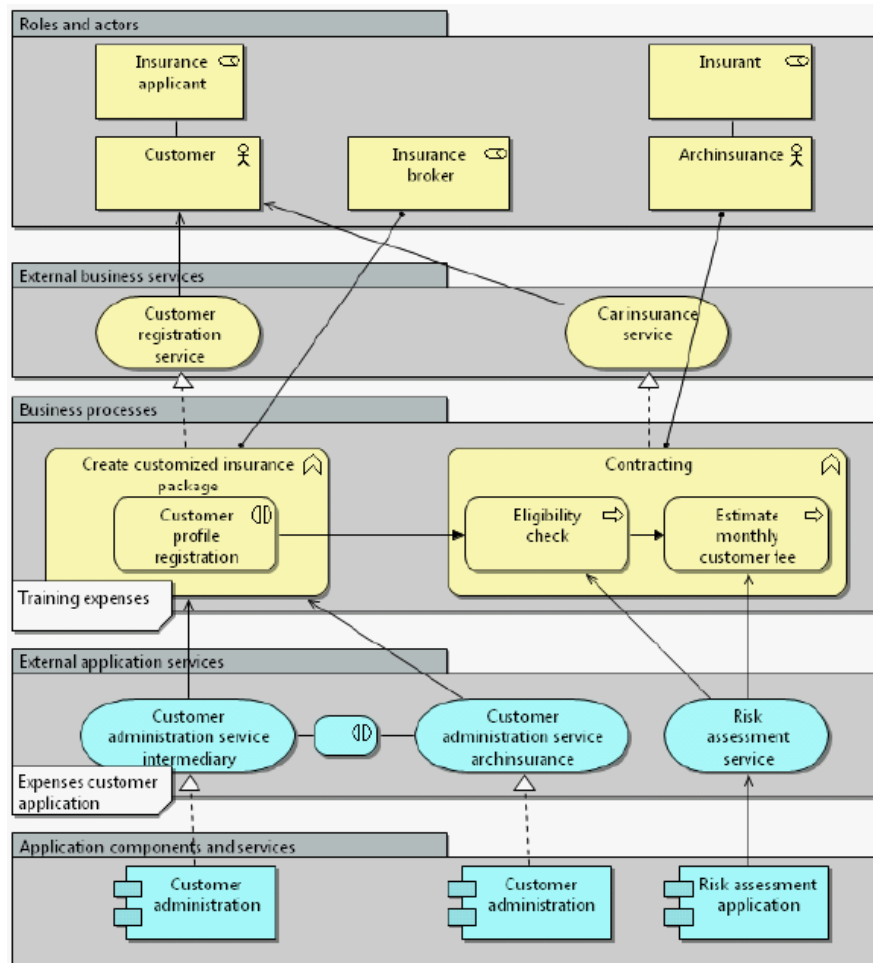 Roles and actors
Insurance
applicant
Insurant
Customer
Insurance
broker
Archinsurance
External business services
Customer
registration
service
Car insurance
service
Business processes
Create customized insurance
package
Contracting
Customer
profile
registration
Eligibility
check
Estimate
monthly
customer fee
Training expenses
External application services
Customer
administration service
intermediary
Customer
administration service
archinsurance
Risk
assessment
service
Expenses customer
application
Application components and services
Customer
administration
Customer
administration
Risk assessment
application